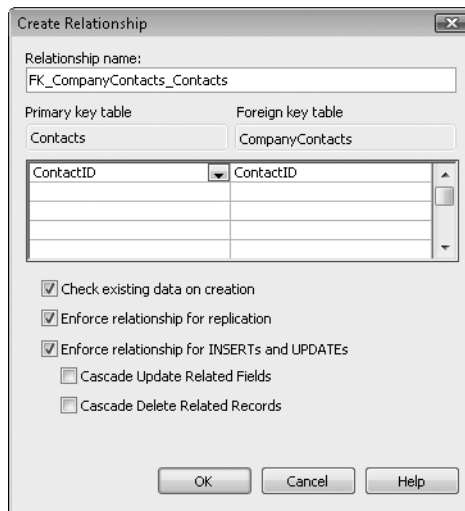 Create Relationship
Relationship name:
FK_CompanyContacts_Contacts
Primary key table Foreign key table
Contacts CompanyContacts
ContactID ContactID
Check existing data on creation
Enforce relationship for replication
Enforce relationship for INSERTs and UPDATEs
Cascade Update Related Fields
Cascade Delete Related Records
OK Cancel Help